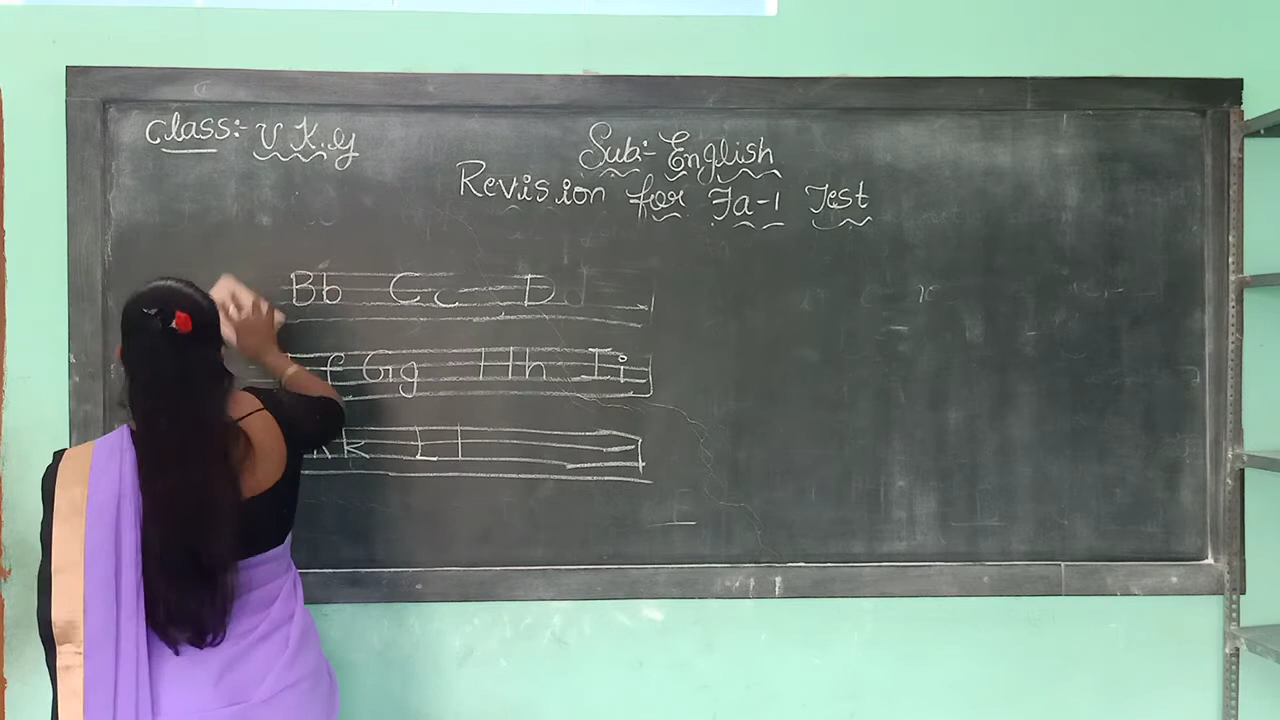 Class:- U.K.G
Sub:- English
Revision for Fa-1 Test
Bb Cc Dd
f Gg Hh Ii
Kk Ll